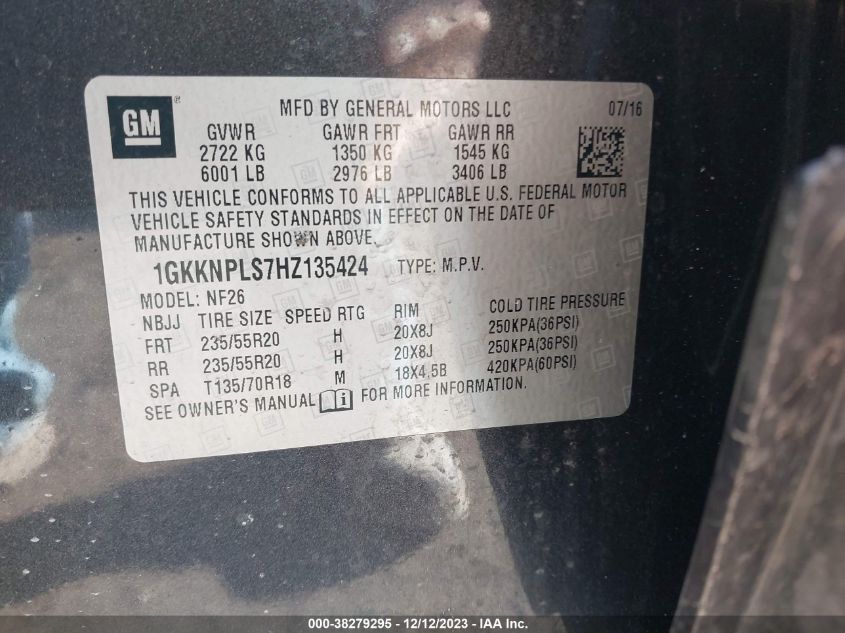 GM
MFD BY GENERAL MOTORS LLC 07/16
GVWR GAWR FRT GAWR RR
2722 KG 1350 KG 1545 KG
6001 LB 2976 LB 3406 LB
THIS VEHICLE CONFORMS TO ALL APPLICABLE U.S. FEDERAL MOTOR
VEHICLE SAFETY STANDARDS IN EFFECT ON THE DATE OF
MANUFACTURE SHOWN ABOVE.
1GKKNPLS7HZ135424 TYPE: M.P.V.
MODEL: NF26
NBJJ TIRE SIZE SPEED RTG RIM COLD TIRE PRESSURE
FRT 235/55R20 H 20X8J 250KPA(36PSI)
RR 235/55R20 H 20X8J 250KPA(36PSI)
SPA T135/70R18 M 18X4.5B 420KPA(60PSI)
SEE OWNER'S MANUAL FOR MORE INFORMATION.
000-38279295 - 12/12/2023 - IAA Inc.